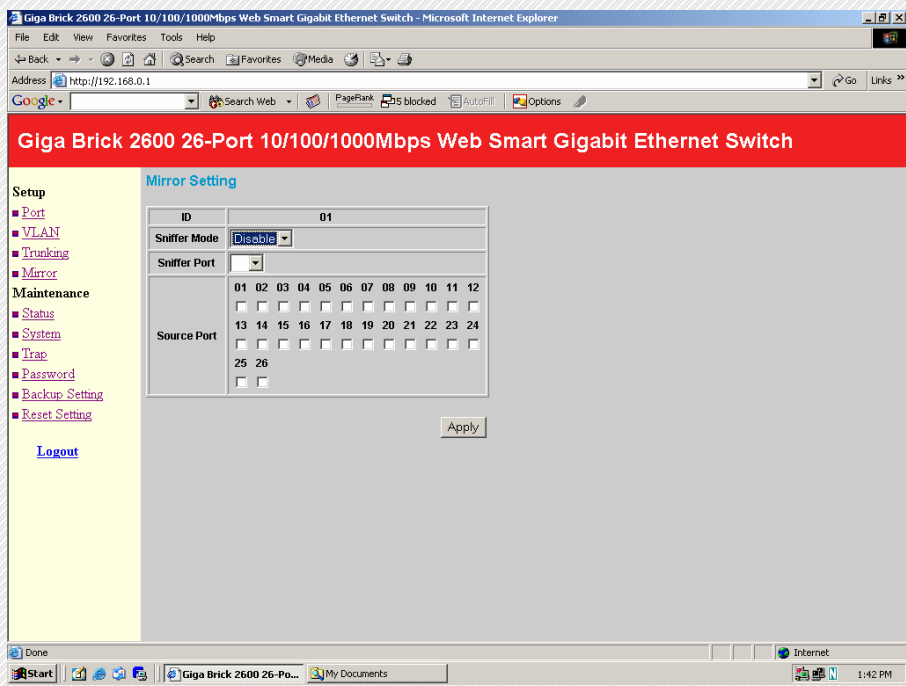 Giga Brick 2600 26-Port 10/100/1000Mbps Web Smart Gigabit Ethernet Switch - Microsoft Internet Explorer
File Edit View Favorites Tools Help
Back Search Favorites Media
Address http://192.168.0.1 Go Links »
Google Search Web PageRank 5 blocked AutoFill Options
Giga Brick 2600 26-Port 10/100/1000Mbps Web Smart Gigabit Ethernet Switch
Setup
Port
VLAN
Trunking
Mirror
Maintenance
Status
System
Trap
Password
Backup Setting
Reset Setting
Logout
Mirror Setting
ID 01
Sniffer Mode Disable
Sniffer Port
Source Port
01 02 03 04 05 06 07 08 09 10 11 12
13 14 15 16 17 18 19 20 21 22 23 24
25 26
Apply
Done Internet
Start Giga Brick 2600 26-Po... My Documents 1:42 PM